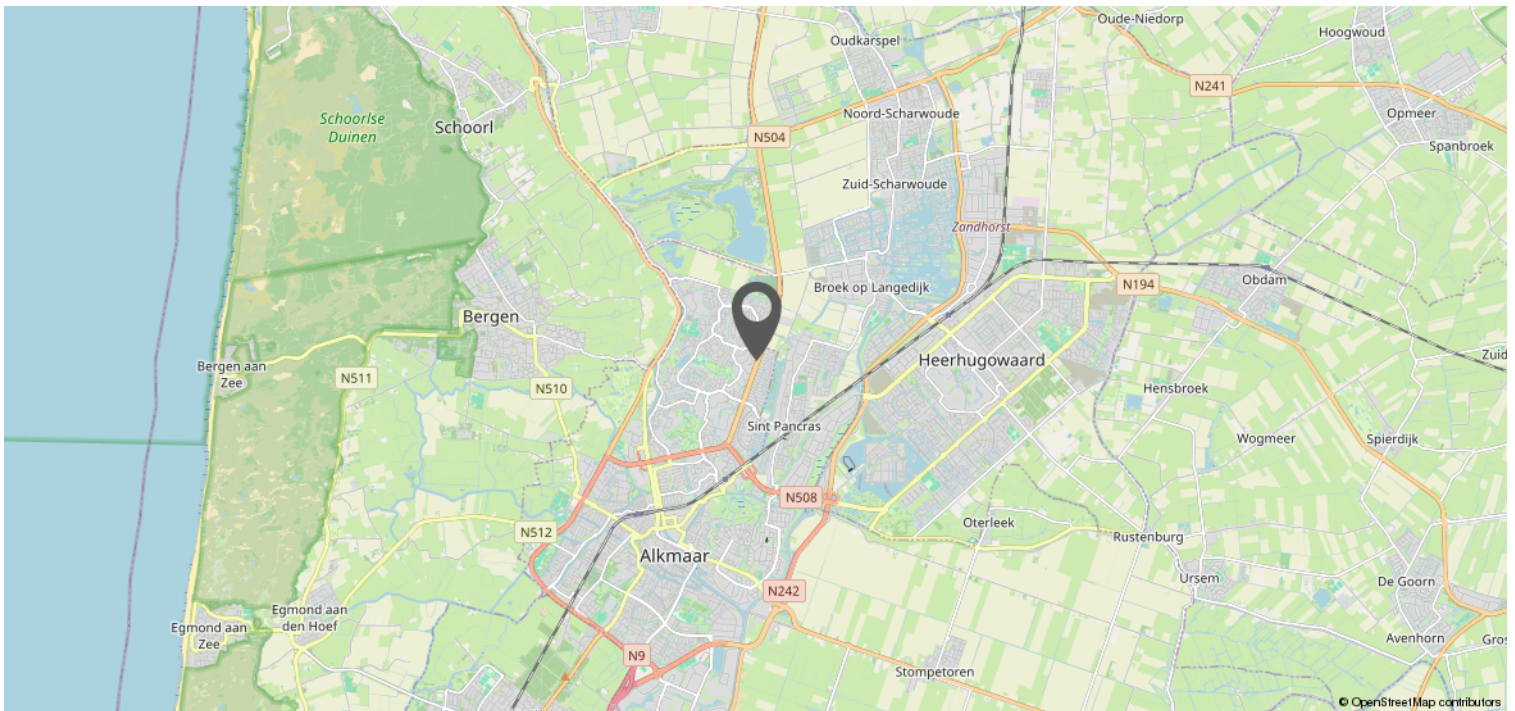 Oude-Niedorp
Hoogwoud
Oudkarspel
N241
Noord-Scharwoude
Opmeer
Schoorlse
Duinen
Schoorl
N504
Spanbroek
Zuid-Scharwoude
Zandhorst
Broek op Langedijk
N194
Obdam
Bergen
Zuid
Bergen aan
Zee
N511
N510
Heerhugowaard
Hensbroek
Sint Pancras
Wogmeer
Spierdijk
N508
N512
Oterleek
Rustenburg
Alkmaar
Ursem
De Goorn
N242
Egmond aan
den Hoef
Egmond aan
Zee
Avenhorn
Gros
N9
Stompetoren
© OpenStreetMap contributors